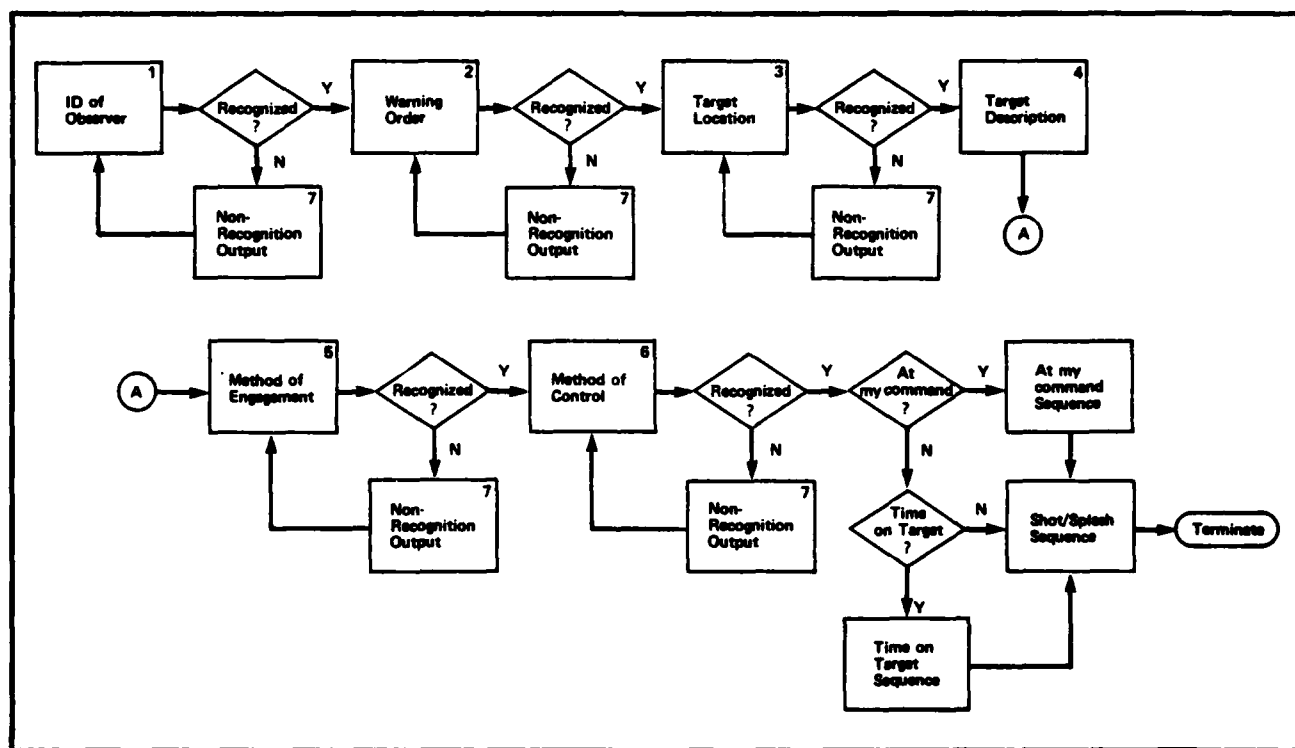 1
ID of
Observer
Recognized
?
Y
N
7
Non-
Recognition
Output
2
Warning
Order
Recognized
?
Y
N
7
Non-
Recognition
Output
3
Target
Location
Recognized
?
Y
N
7
Non-
Recognition
Output
4
Target
Description
A
A
5
Method of
Engagement
Recognized
?
Y
N
7
Non-
Recognition
Output
6
Method of
Control
Recognized
?
Y
N
7
Non-
Recognition
Output
At
my command
?
Y
N
At my
command
Sequence
Time
on Target
?
N
Y
Shot/Splash
Sequence
Terminate
Time on
Target
Sequence